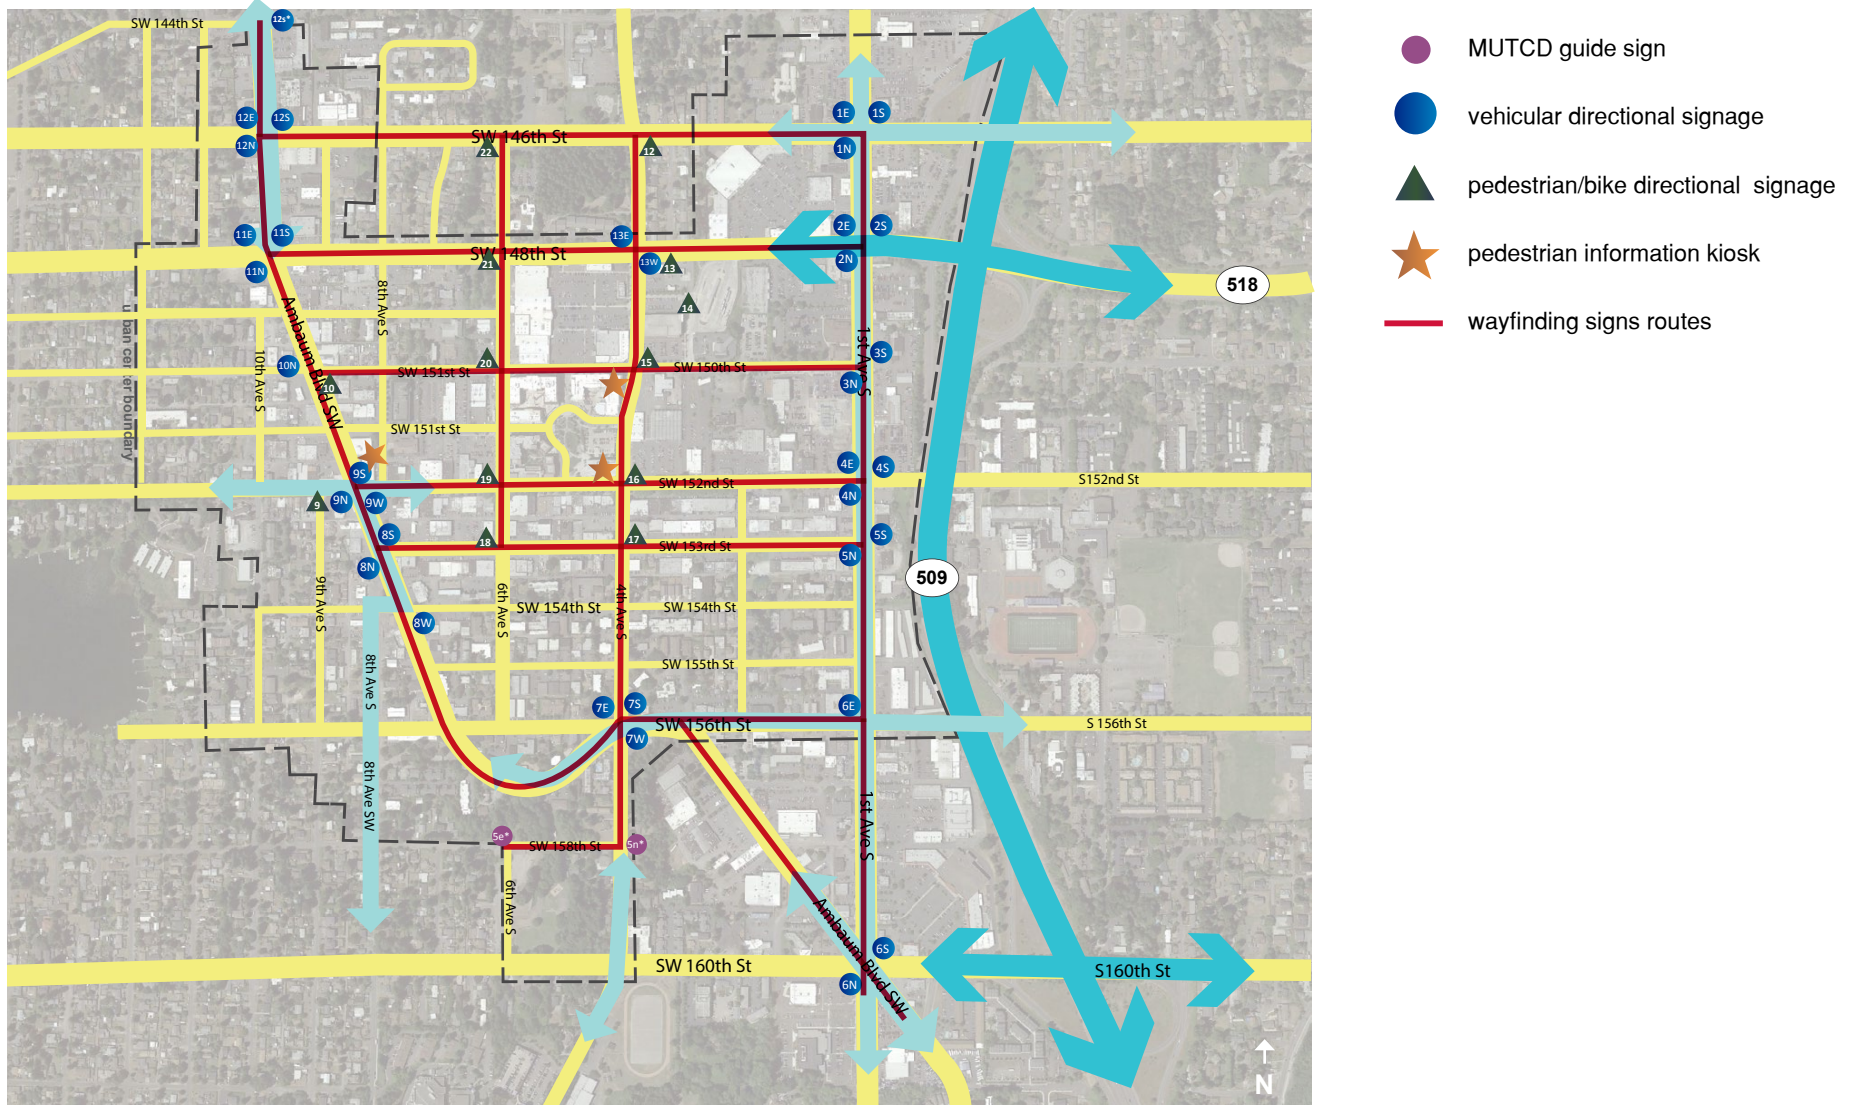 SW 144th St
12s*
12E
12S
12N
SW 146th St
22
12
1E
1S
1N
11E
11S
11N
SW 148th St
21
13E
13W
13
14
2E
2S
2N
518
urban center boundary
8th Ave S
10th Ave S
Ambaum Blvd SW
10N
10
SW 151st St
20
15
SW 150th St
1st Ave S
3S
3N
SW 151st St
9S
9N
9W
9
19
16
SW 152nd St
4E
4S
4N
S152nd St
8S
8N
18
17
SW 153rd St
5S
5N
509
9th Ave S
6th Ave S
SW 154th St
4th Ave S
SW 154th St
8W
8th Ave S
SW 155th St
7E
7S
7W
SW 156th St
6E
S 156th St
8th Ave SW
1st Ave S
5e*
SW 158th St
5n*
6th Ave S
Ambaum Blvd SW
SW 160th St
6S
6N
S160th St
N
MUTCD guide sign
vehicular directional signage
pedestrian/bike directional signage
pedestrian information kiosk
wayfinding signs routes